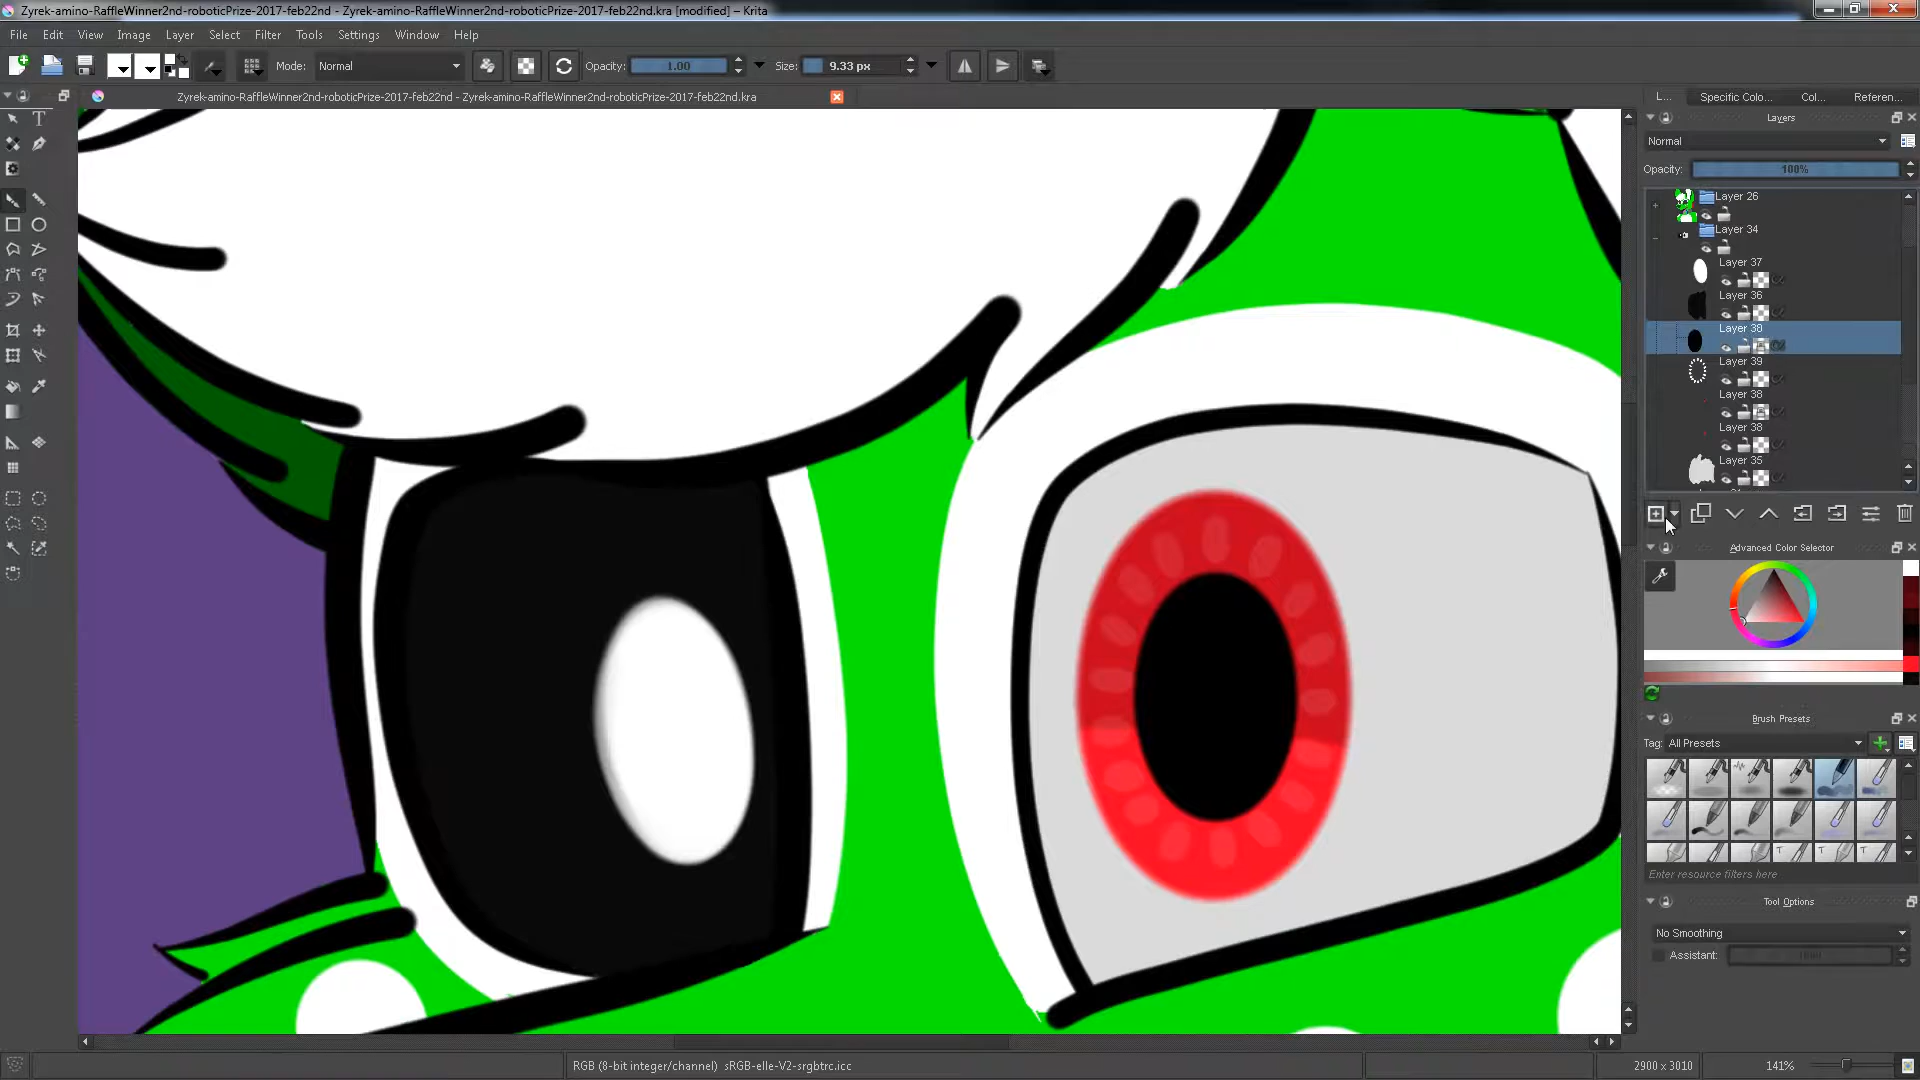 Zyrek-amino-RaffleWinner2nd-roboticPrize-2017-feb22nd - Zyrek-amino-RaffleWinner2nd-roboticPrize-2017-feb22nd.kra [modified] – Krita
File Edit View Image Layer Select Filter Tools Settings Window Help
Mode: Normal Opacity: 1.00 Size: 9.33 px
Zyrek-amino-RaffleWinner2nd-roboticPrize-2017-feb22nd - Zyrek-amino-RaffleWinner2nd-roboticPrize-2017-feb22nd.kra
L... Specific Colo... Col... Referen...
Layers
Normal
Opacity: 100%
Layer 26
Layer 34
Layer 37
Layer 36
Layer 38
Layer 39
Layer 38
Layer 38
Layer 35
Advanced Color Selector
Brush Presets
Tag: All Presets
Enter resource filters here
Tool Options
No Smoothing
Assistant:
RGB (8-bit integer/channel) sRGB-elle-V2-srgbtrc.icc
2900 x 3010
141%